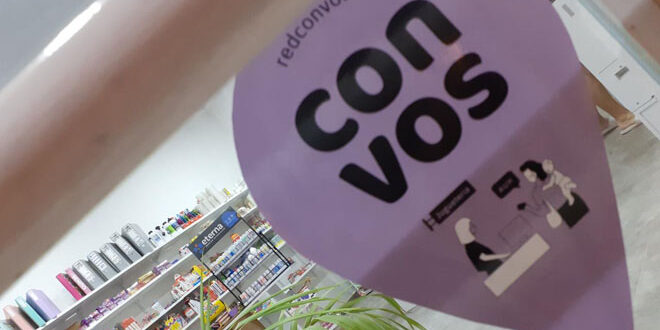 redconvos
CON
VOS
eterna